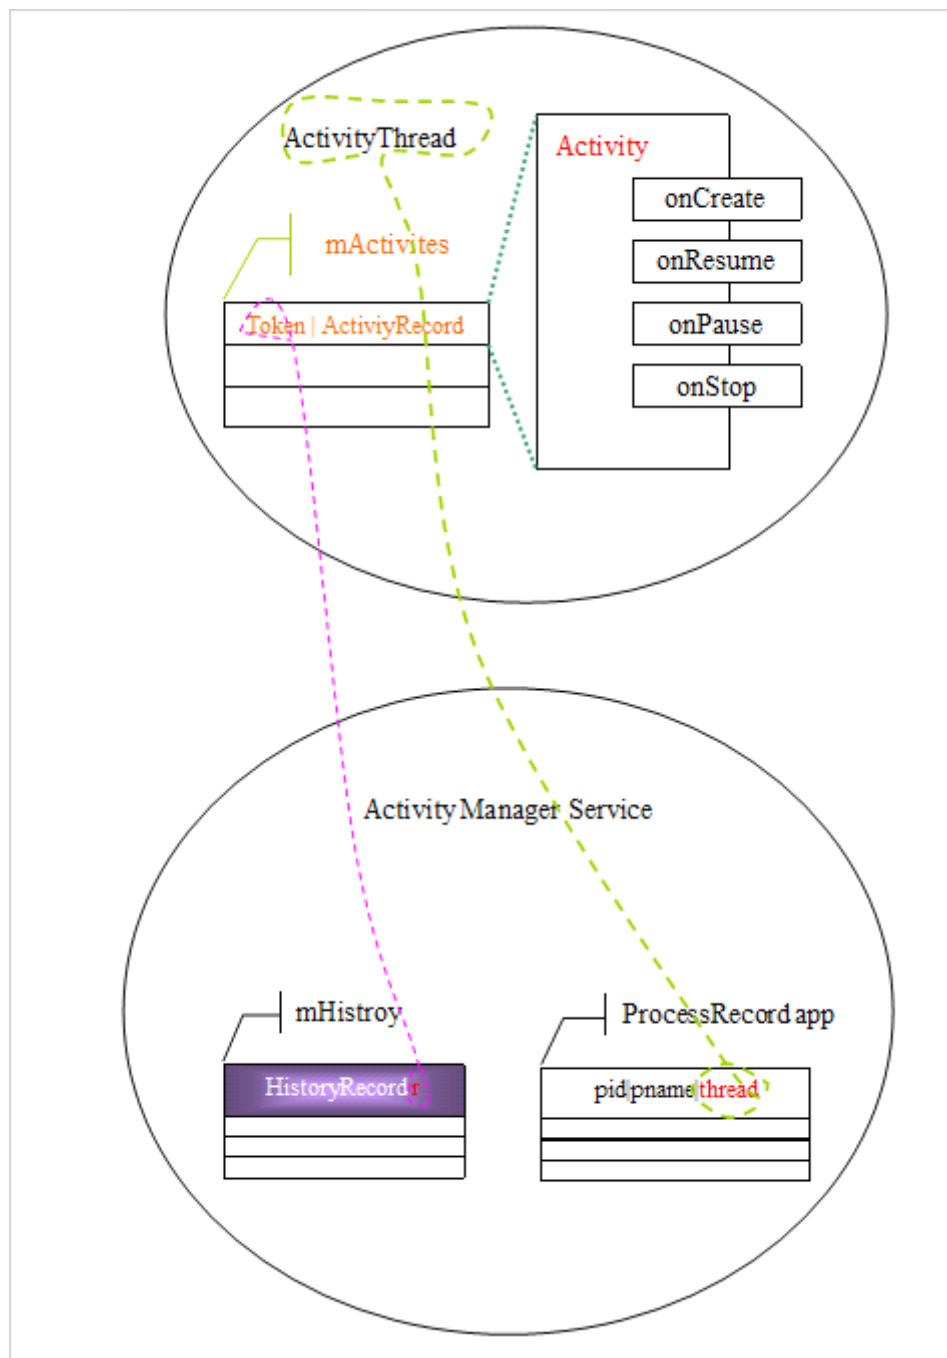 ActivityThread
Activity
onCreate
mActivites
onResume
Token | ActiviyRecord
onPause
onStop
Activity Manager Service
mHistroy
ProcessRecord app
HistoryRecord r
pid|pname|thread